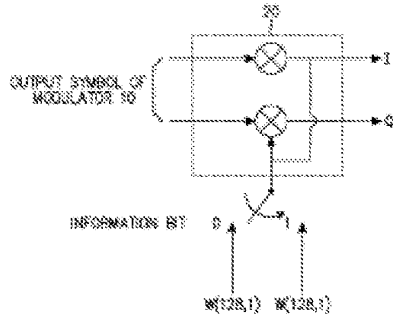 20
I
OUTPUT SYMBOL OF
MODULATOR 10
Q
INFORMATION BIT 0 1
W(128,1) W(128,1)